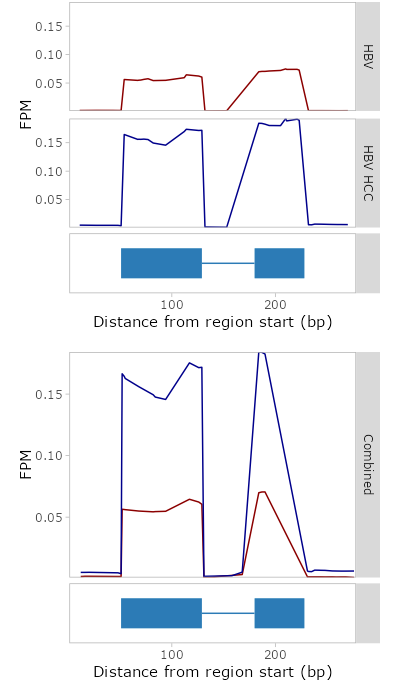 0.15
0.10
0.05
HBV
FPM
0.15
0.10
0.05
HBV HCC
100 200
Distance from region start (bp)
0.15
0.10
0.05
FPM
Combined
100 200
Distance from region start (bp)